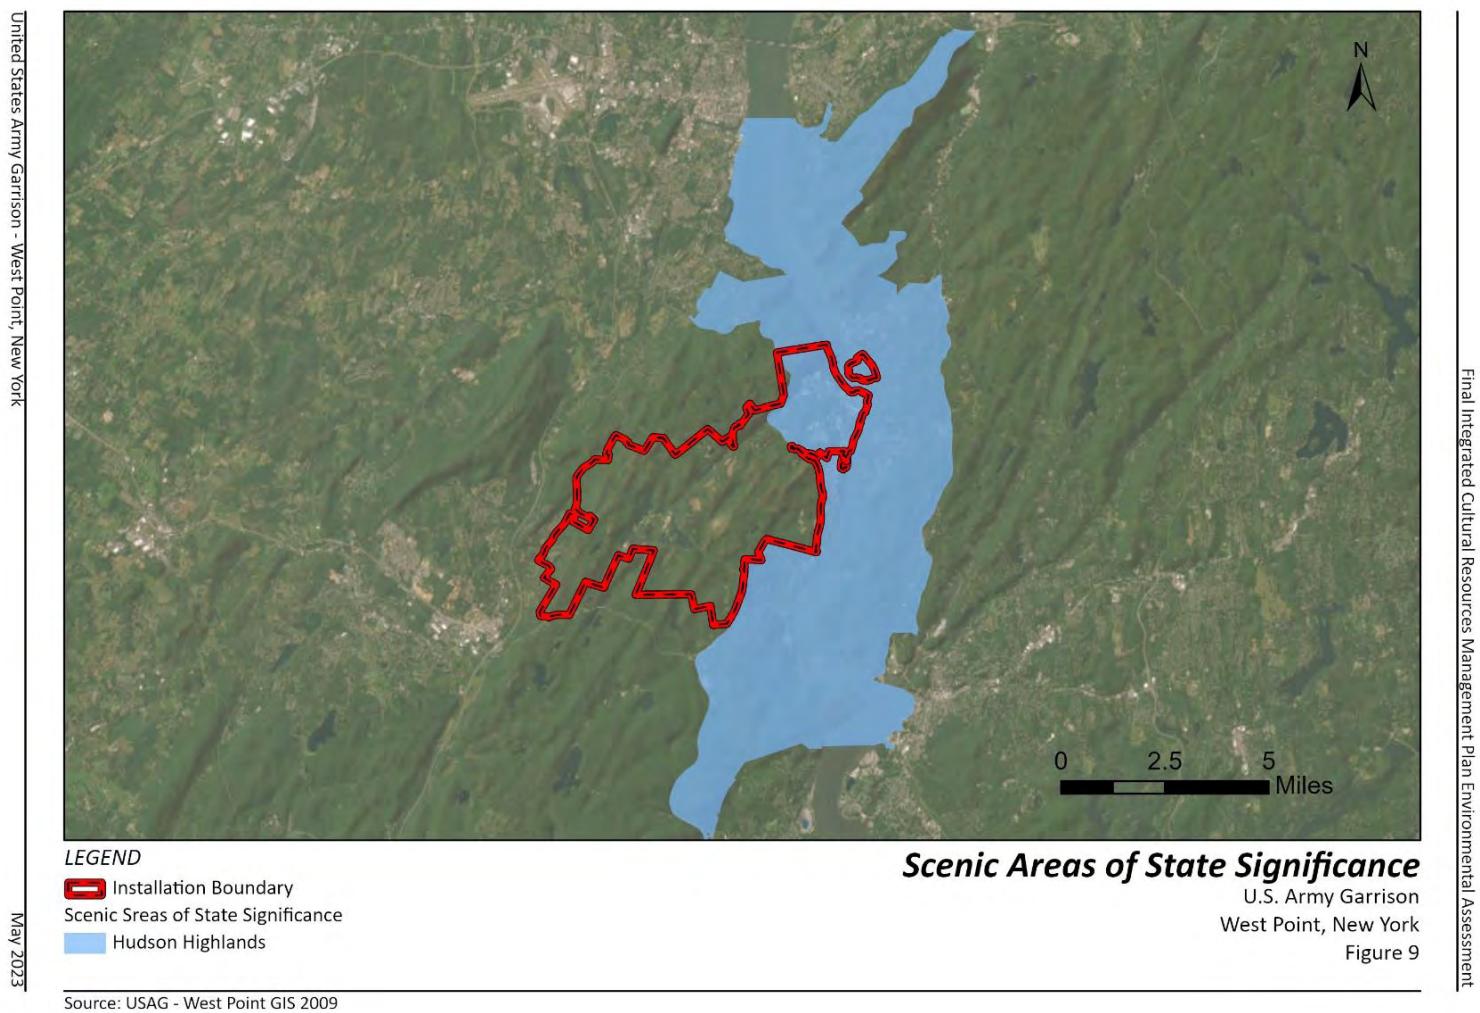 United States Army Garrison - West Point, New York
May 2023
Final Integrated Cultural Resources Management Plan Environmental Assessment
N
0 2.5 5
Miles
LEGEND
Installation Boundary
Scenic Areas of State Significance
Hudson Highlands
Scenic Areas of State Significance
U.S. Army Garrison
West Point, New York
Figure 9
Source: USAG - West Point GIS 2009